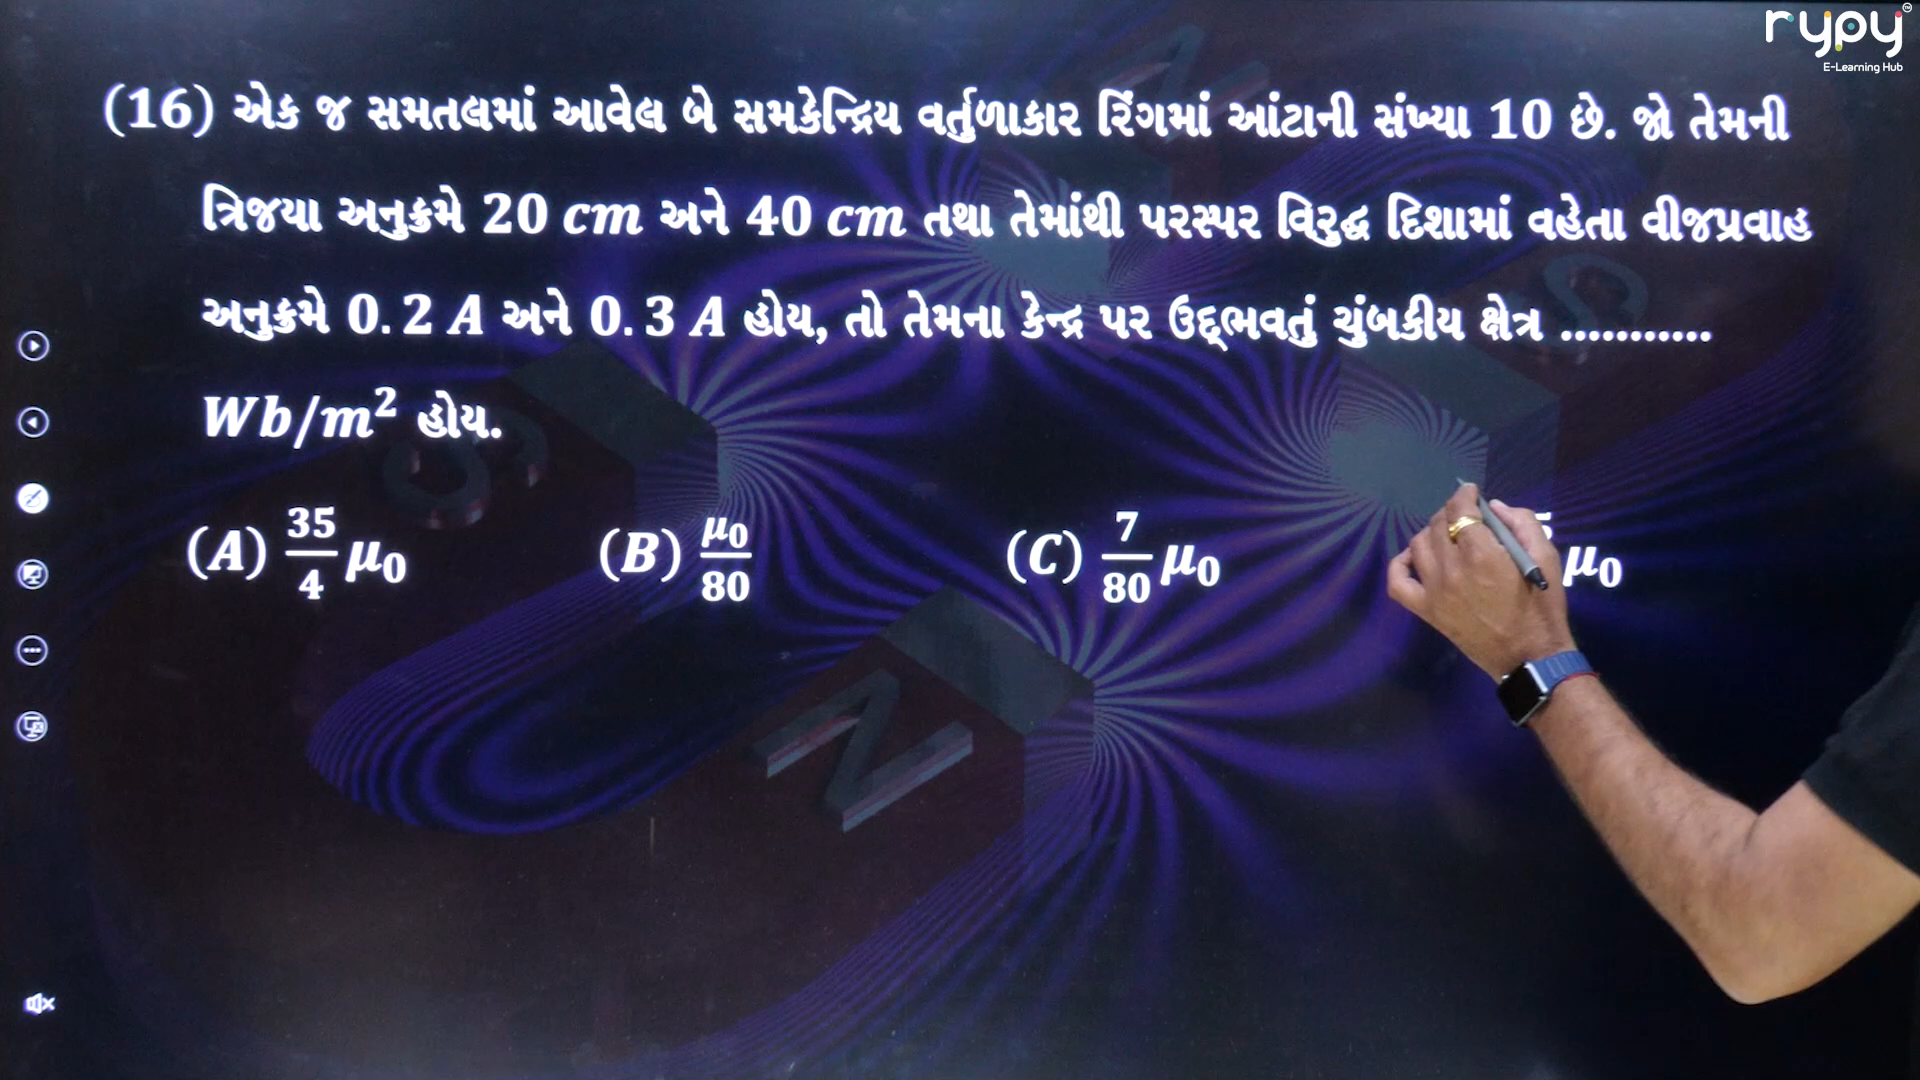 rypy
E-Learning Hub
(16) એક જ સમતલમાં આવેલ બે સમકેન્દ્રિય વર્તુળાકાર રિંગમાં આંટાની સંખ્યા 10 છે. જો તેમની
ત્રિજયા અનુક્રમે 20 cm અને 40 cm તથા તેમાંથી પરસ્પર વિરુદ્ધ દિશામાં વહેતા વીજપ્રવાહ
અનુક્રમે 0.2 A અને 0.3 A હોય, તો તેમના કેન્દ્ર પર ઉદ્ભવતું ચુંબકીય ક્ષેત્ર ...........
Wb/m² હોય.
(A) 35/4 μ₀ (B) μ₀/80 (C) 7/80 μ₀ μ₀